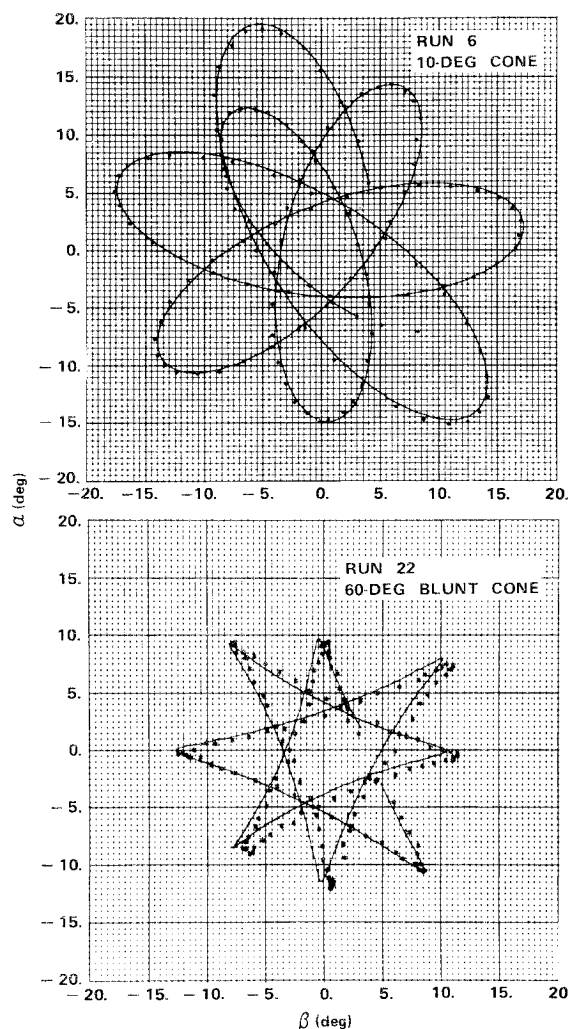 20.
RUN 6
10-DEG CONE
15.
10.
5.
0.
− 5.
− 10.
− 15.
− 20.
− 20. − 15. − 10. − 5. 0. 5. 10. 15. 20.
α (deg)
20.
RUN 22
60-DEG BLUNT CONE
15.
10.
5.
0.
− 5.
− 10.
− 15.
− 20.
− 20. − 15. − 10. − 5. 0. 5. 10. 15. 20.
β (deg)